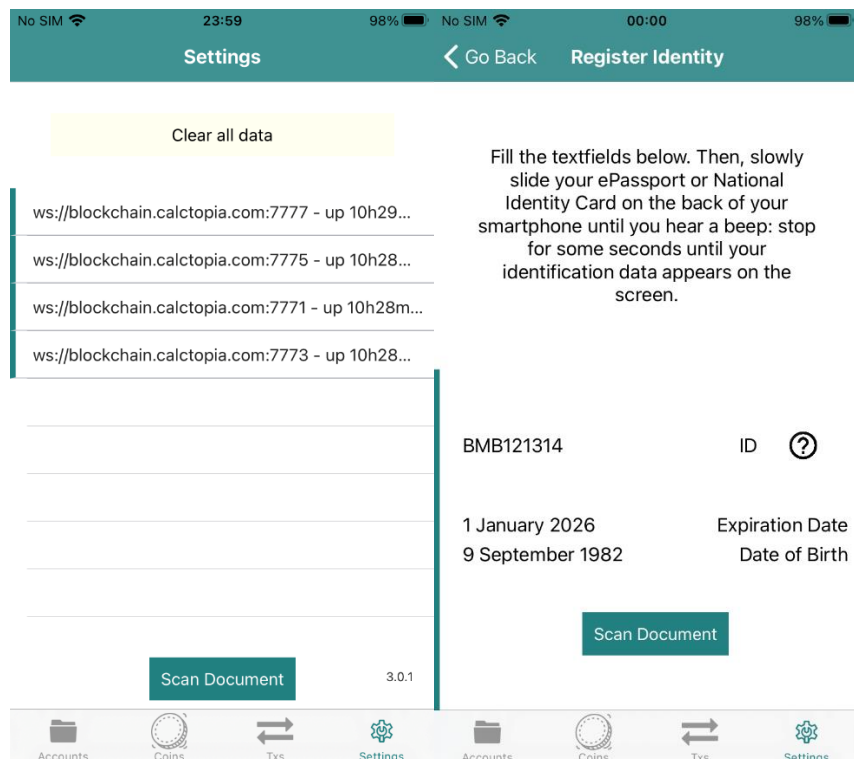 No SIM 23:59 98%
Settings
Clear all data
ws://blockchain.calctopia.com:7777 - up 10h29...
ws://blockchain.calctopia.com:7775 - up 10h28...
ws://blockchain.calctopia.com:7771 - up 10h28m...
ws://blockchain.calctopia.com:7773 - up 10h28...
Scan Document 3.0.1
Accounts Coins Txs Settings
No SIM 00:00 98%
Go Back Register Identity
Fill the textfields below. Then, slowly
slide your ePassport or National
Identity Card on the back of your
smartphone until you hear a beep: stop
for some seconds until your
identification data appears on the
screen.
BMB121314 ID ?
1 January 2026 Expiration Date
9 September 1982 Date of Birth
Scan Document
Accounts Coins Txs Settings